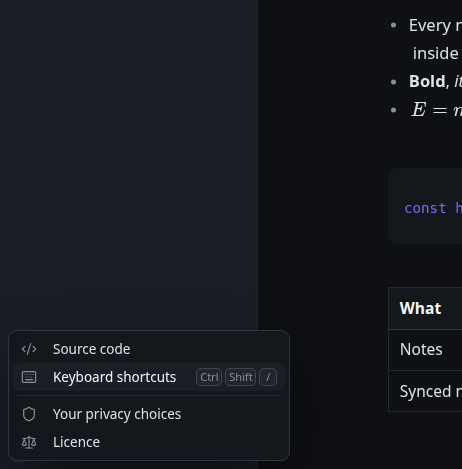 Every
inside
Bold,
E =
const
What
Notes
Synced
Source code
Keyboard shortcuts Ctrl Shift /
Your privacy choices
Licence